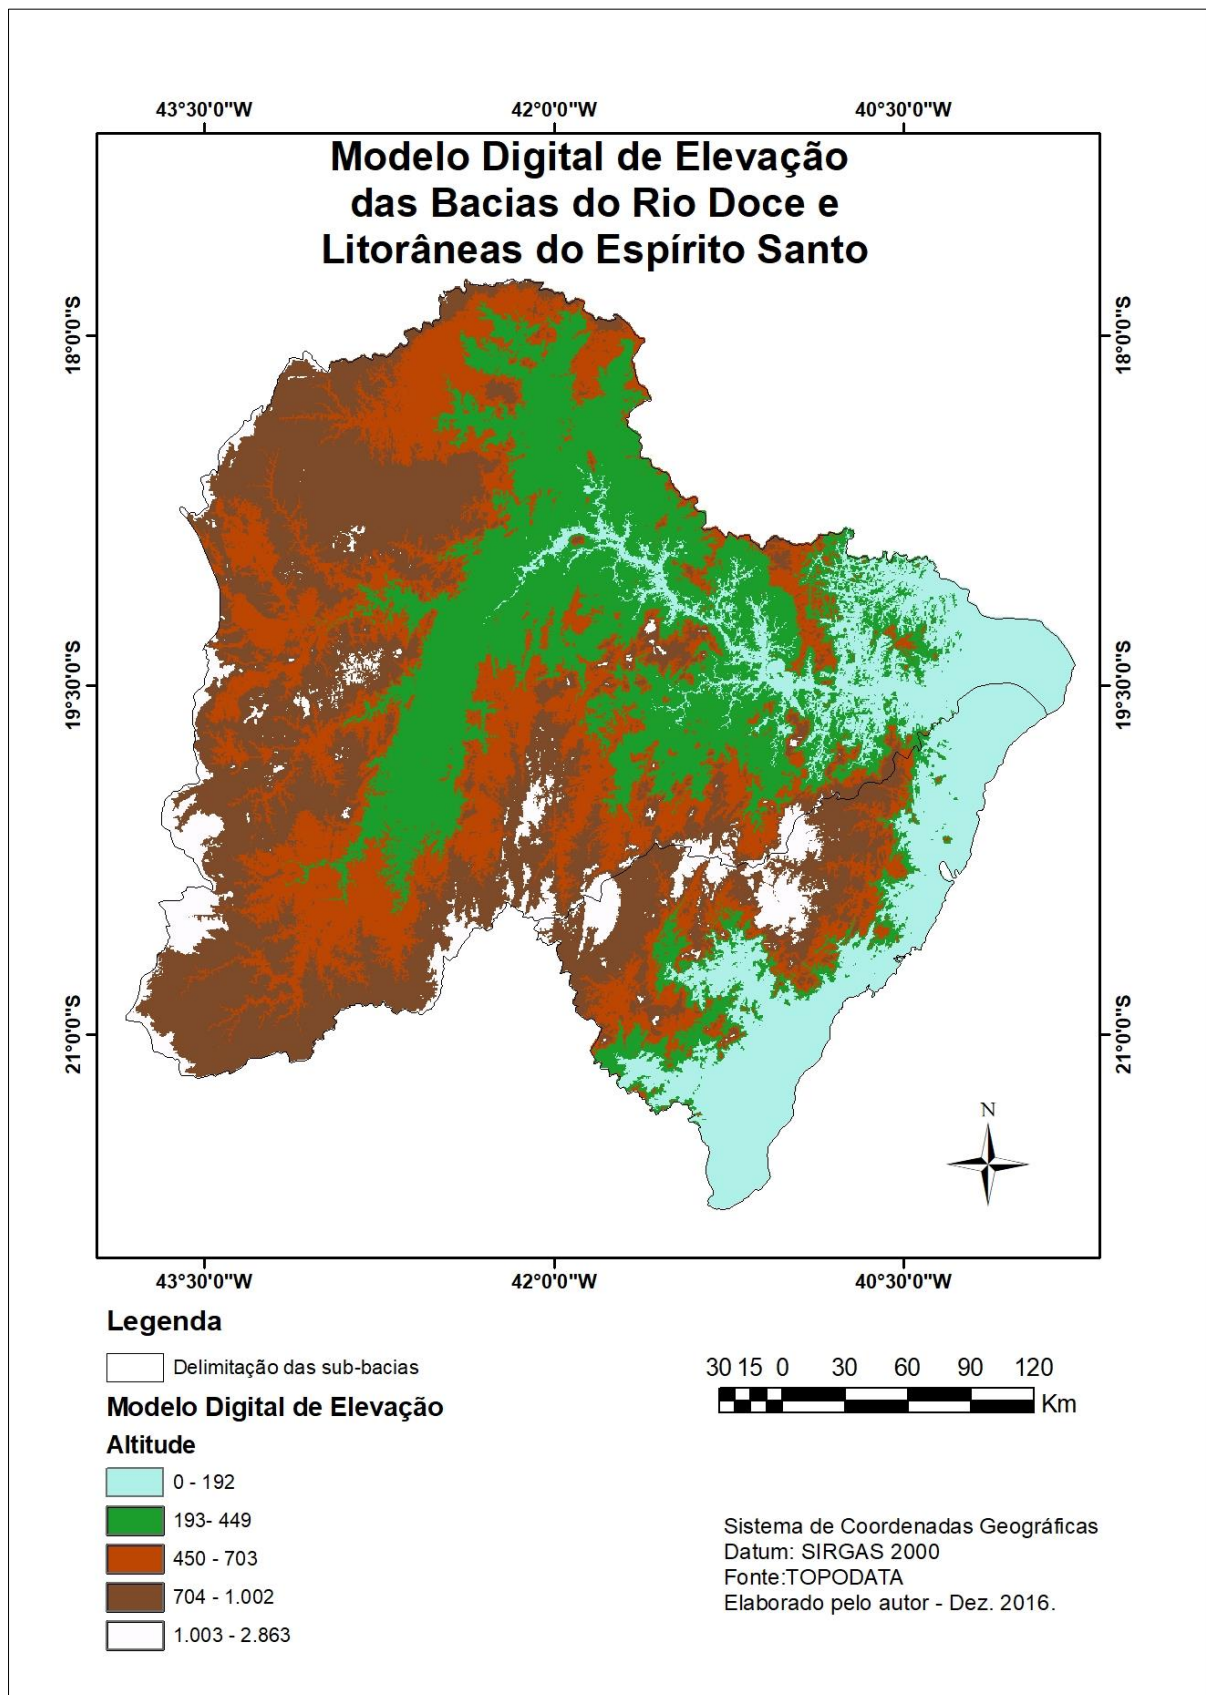 43°30'0"W 42°0'0"W 40°30'0"W
Modelo Digital de Elevação
das Bacias do Rio Doce e
Litorâneas do Espírito Santo
18°0'0"S 18°0'0"S
19°30'0"S 19°30'0"S
21°0'0"S 21°0'0"S
N
43°30'0"W 42°0'0"W 40°30'0"W
Legenda
Delimitação das sub-bacias
Modelo Digital de Elevação
Altitude
0 - 192
193- 449
450 - 703
704 - 1.002
1.003 - 2.863
30 15 0 30 60 90 120
Km
Sistema de Coordenadas Geográficas
Datum: SIRGAS 2000
Fonte:TOPODATA
Elaborado pelo autor - Dez. 2016.